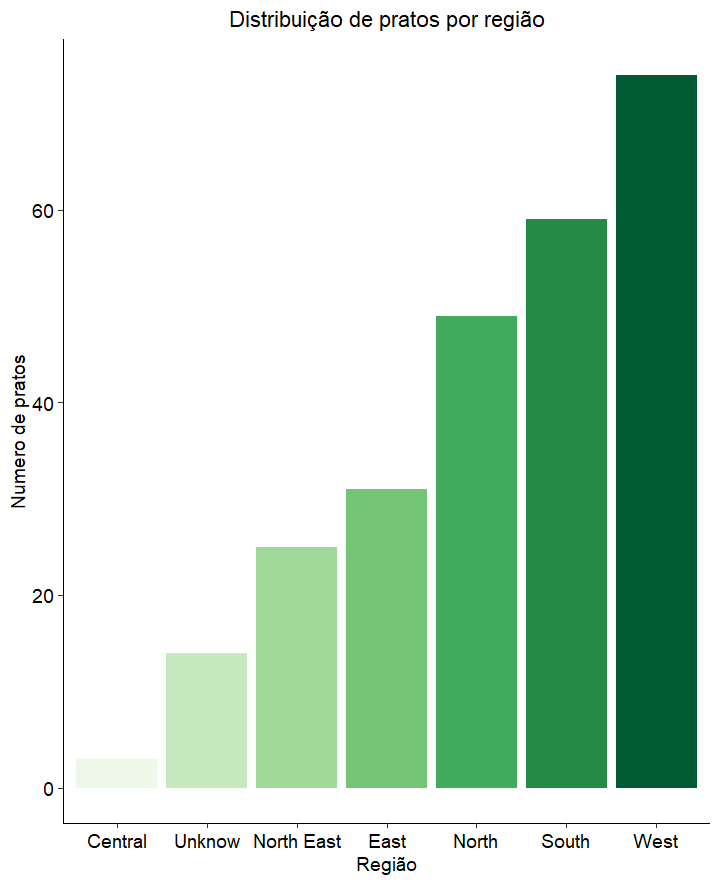 Distribuição de pratos por região
Numero de pratos
60
40
20
0
Central Unknow North East East North South West
Região